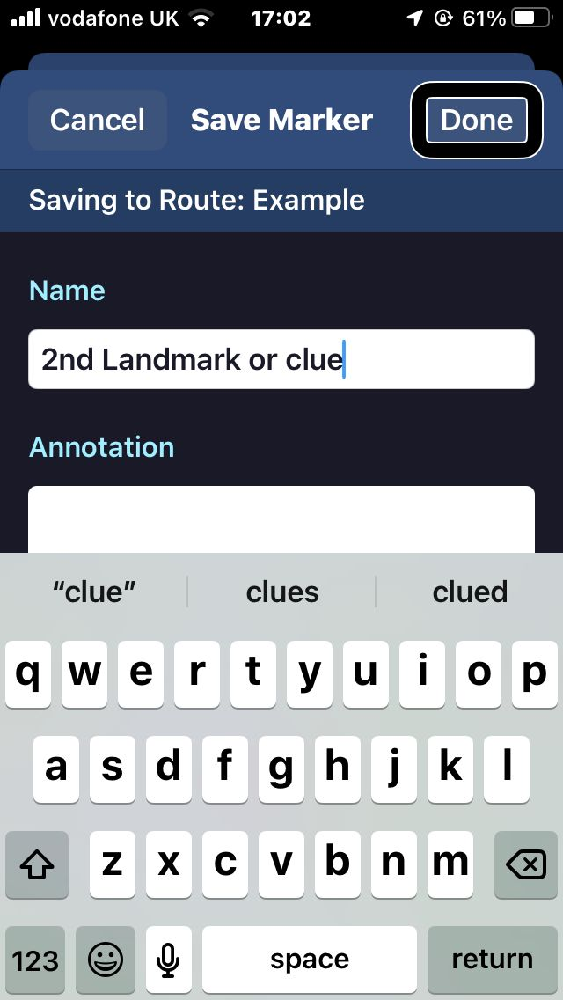 vodafone UK 17:02 61%
Cancel Save Marker Done
Saving to Route: Example
Name
2nd Landmark or clue
Annotation
“clue” clues clued
q w e r t y u i o p
a s d f g h j k l
z x c v b n m
123 space return